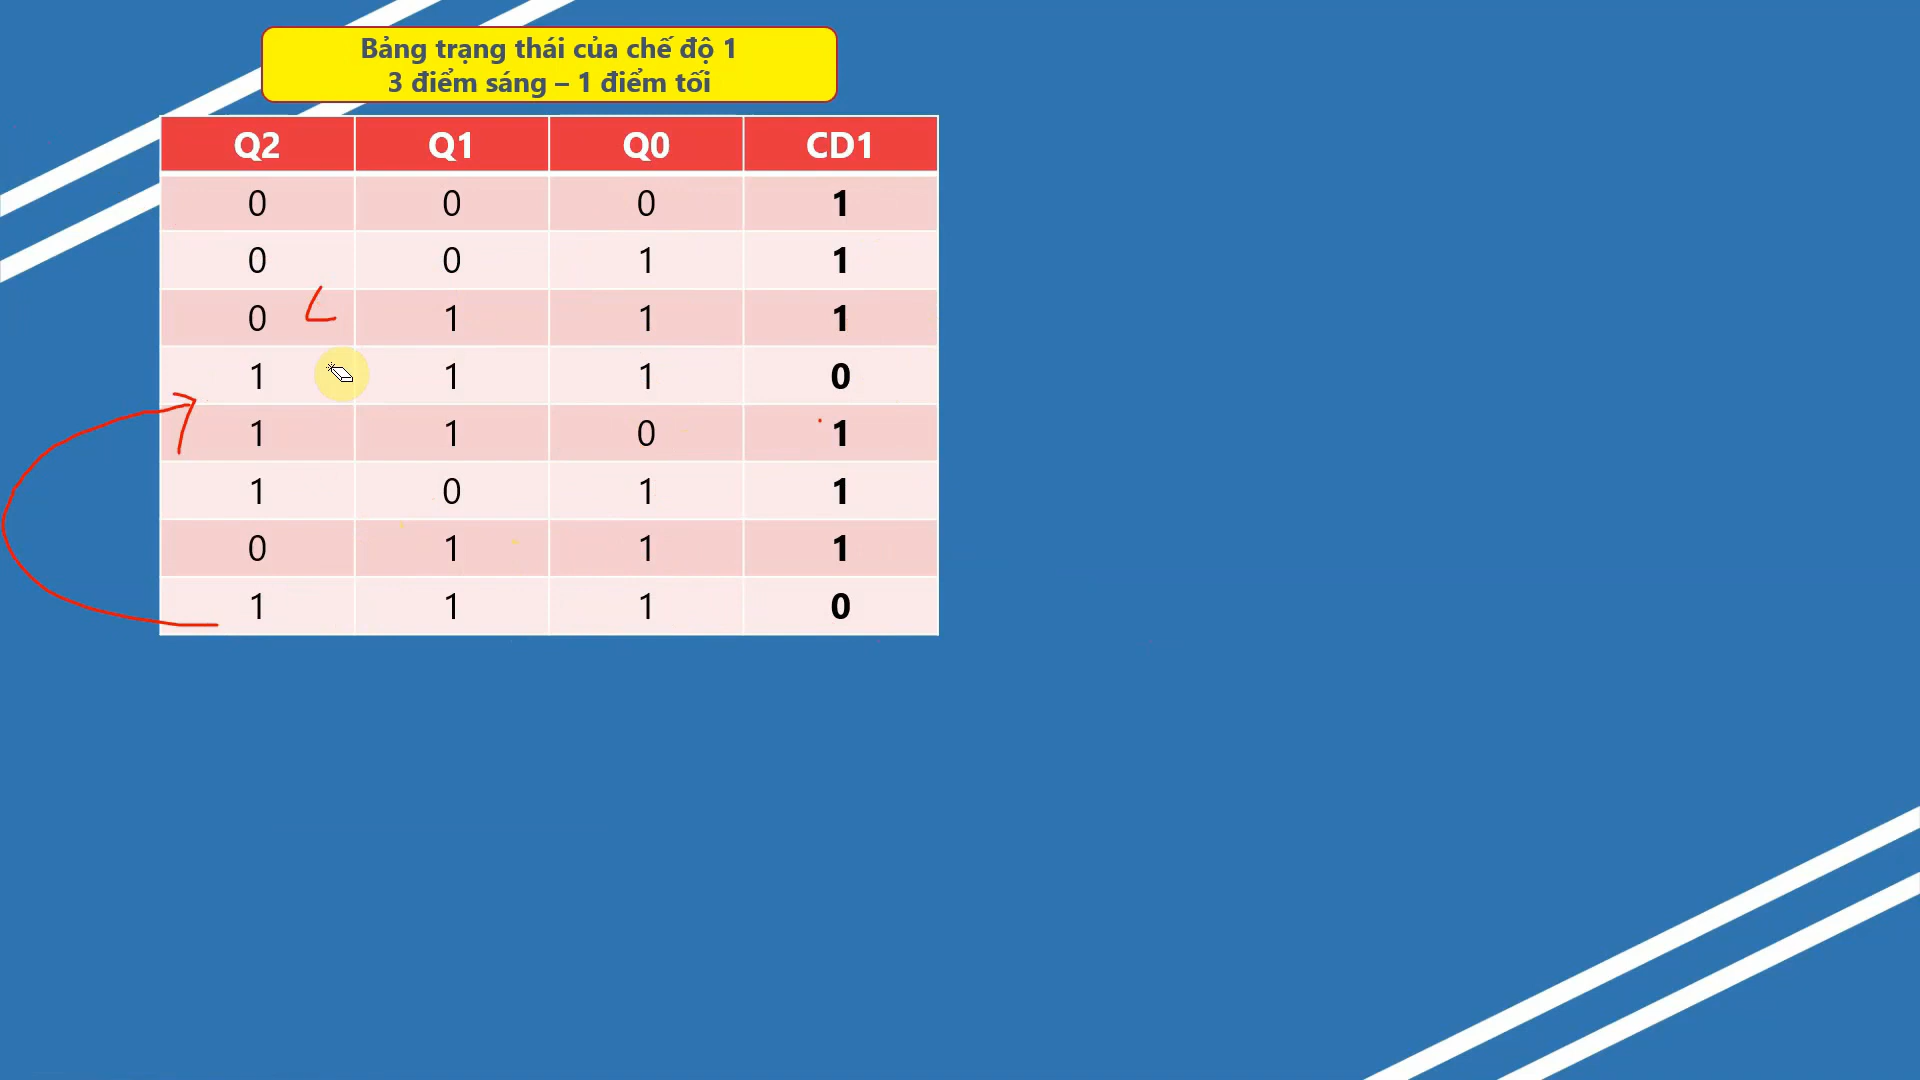 Bảng trạng thái của chế độ 1
3 điểm sáng – 1 điểm tối
Q2 Q1 Q0 CD1
0 0 0 1
0 0 1 1
0 1 1 1
1 1 1 0
1 1 0 1
1 0 1 1
0 1 1 1
1 1 1 0